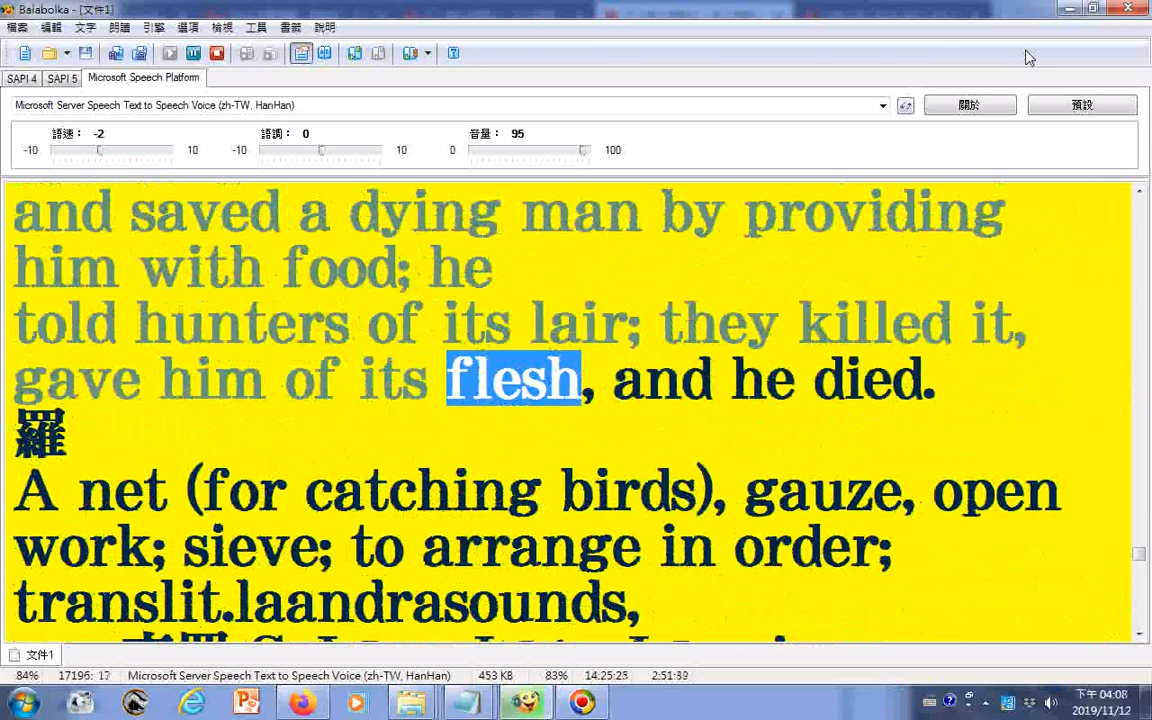 Balabolka - [文件1]
檔案 編輯 文字 朗讀 引擎 選項 檢視 工具 書籤 說明
SAPI 4 SAPI 5 Microsoft Speech Platform
Microsoft Server Speech Text to Speech Voice (zh-TW, HanHan) 關於 預設
語速： -2 語調： 0 音量： 95
-10 10 -10 10 0 100
and saved a dying man by providing
him with food; he
told hunters of its lair; they killed it,
gave him of its flesh, and he died.
羅
A net (for catching birds), gauze, open
work; sieve; to arrange in order;
translit.laandrasounds,
文件1
84% 17196: 17 Microsoft Server Speech Text to Speech Voice (zh-TW, HanHan) 453 KB 83% 14:25:25 2:51:39
下午 04:08
2019/11/12